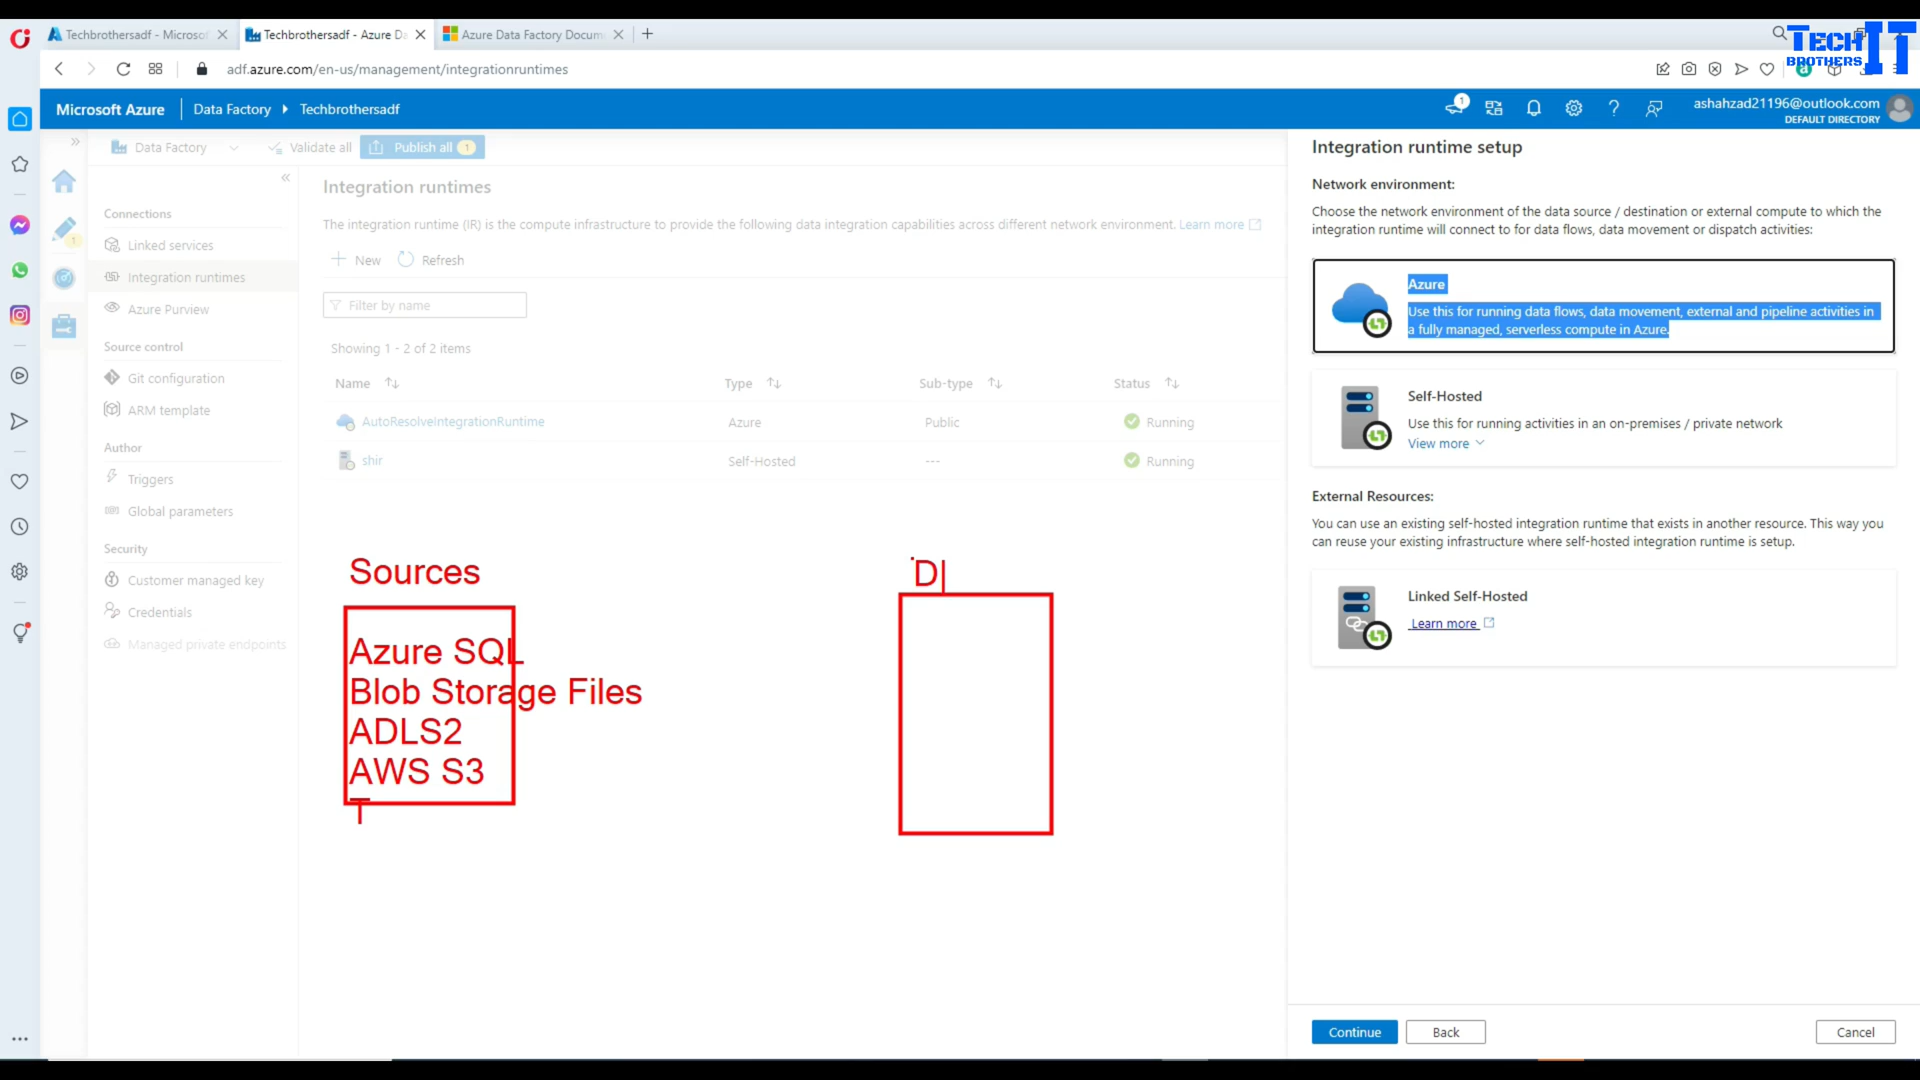 Techbrothersadf - Microsof
Techbrothersadf - Azure Da
Azure Data Factory Docum
TECH BROTHERS IT
adf.azure.com/en-us/management/integrationruntimes
a
Microsoft Azure
Data Factory
Techbrothersadf
1
ashahzad21196@outlook.com
DEFAULT DIRECTORY
Data Factory
Validate all
Publish all 1
1
Connections
Linked services
Integration runtimes
Azure Purview
Source control
Git configuration
ARM template
Author
Triggers
Global parameters
Security
Customer managed key
Credentials
Managed private endpoints
Integration runtimes
The integration runtime (IR) is the compute infrastructure to provide the following data integration capabilities across different network environment. Learn more
New
Refresh
Filter by name
Showing 1 - 2 of 2 items
Name Type Sub-type Status
AutoResolveIntegrationRuntime Azure Public Running
shir Self-Hosted --- Running
Sources
Azure SQL
Blob Storage Files
ADLS2
AWS S3
T
D
Integration runtime setup
Network environment:
Choose the network environment of the data source / destination or external compute to which the
integration runtime will connect to for data flows, data movement or dispatch activities:
Azure
Use this for running data flows, data movement, external and pipeline activities in
a fully managed, serverless compute in Azure.
Self-Hosted
Use this for running activities in an on-premises / private network
View more
External Resources:
You can use an existing self-hosted integration runtime that exists in another resource. This way you
can reuse your existing infrastructure where self-hosted integration runtime is setup.
Linked Self-Hosted
Learn more
Continue
Back
Cancel